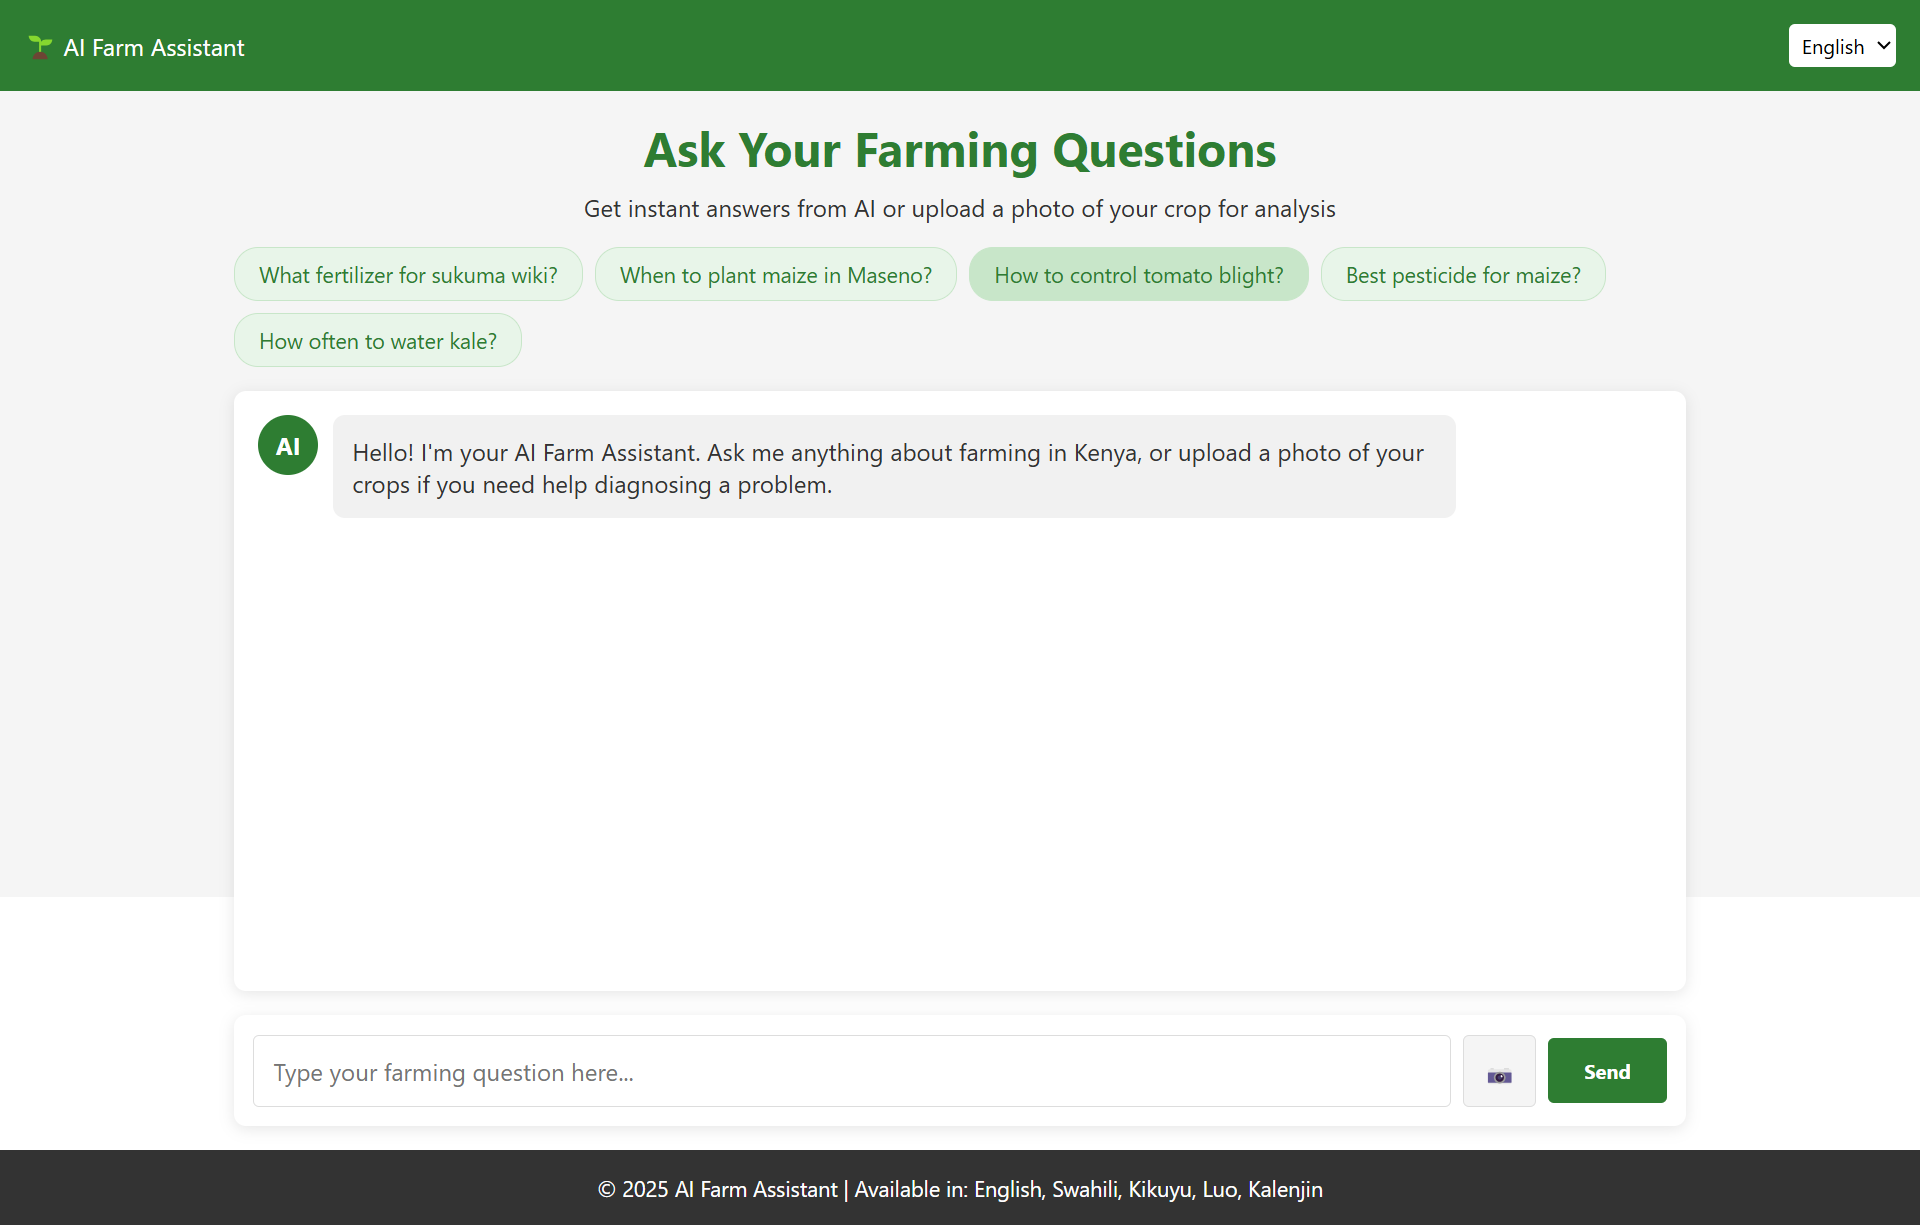 AI Farm Assistant
English
Ask Your Farming Questions
Get instant answers from AI or upload a photo of your crop for analysis
What fertilizer for sukuma wiki?
When to plant maize in Maseno?
How to control tomato blight?
Best pesticide for maize?
How often to water kale?
AI
Hello! I'm your AI Farm Assistant. Ask me anything about farming in Kenya, or upload a photo of your
crops if you need help diagnosing a problem.
Type your farming question here...
Send
© 2025 AI Farm Assistant | Available in: English, Swahili, Kikuyu, Luo, Kalenjin